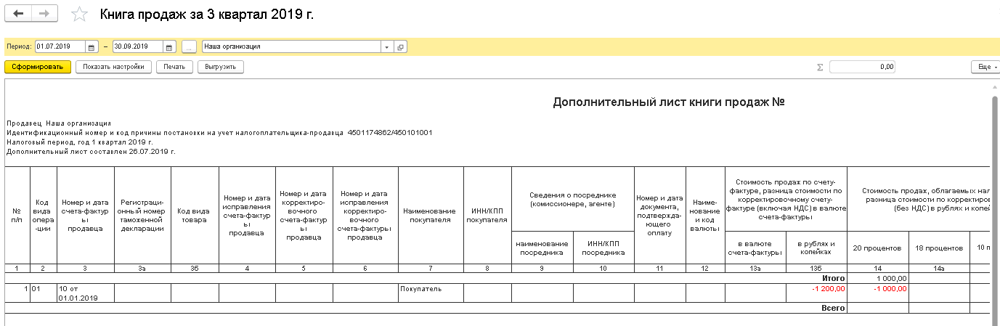 Книга продаж за 3 квартал 2019 г.
Период: 01.07.2019 – 30.09.2019 ... Наша организация
Сформировать Показать настройки Печать Выгрузить Σ 0,00 Еще
Дополнительный лист книги продаж №
Продавец Наша организация
Идентификационный номер и код причины постановки на учет налогоплательщика-продавца 4501174862/450101001
Налоговый период, год 1 квартал 2019 г.
Дополнительный лист составлен 26.07.2019 г.
№
п/п
Код
вида
опера
-ции
Номер и дата
счета-фактур
ы
продавца
Регистраци-
онный номер
таможенной
декларации
Код вида
товара
Номер и дата
исправления
счета-фактур
ы
продавца
Номер и дата
корректиро-
вочного
счета-фактур
ы
продавца
Номер и дата
исправления
корректиро-
вочного
счета-фактуры
продавца
Наименование
покупателя
ИНН/КПП
покупателя
Сведения о посреднике
(комиссионере, агенте)
наименование
посредника
ИНН/КПП
посредника
Номер и дата
документа,
подтвержда-
ющего
оплату
Наиме-
нование
и код
валюты
Стоимость продаж по счету-
фактуре, разница стоимости по
корректировочному счету-
фактуре (включая НДС) в валюте
счета-фактуры
в валюте
счета-фактуры
в рублях и
копейках
Стоимость продаж, облагаемых нал
разница стоимости по корректиров
(без НДС) в рублях и копей
20 процентов
18 процентов
10 п
1 2 3 3а 3б 4 5 6 7 8 9 10 11 12 13а 13б 14 14а
Итого 1 000,00
1 01 10 от Покупатель -1 200,00 -1 000,00
01.01.2019
Всего